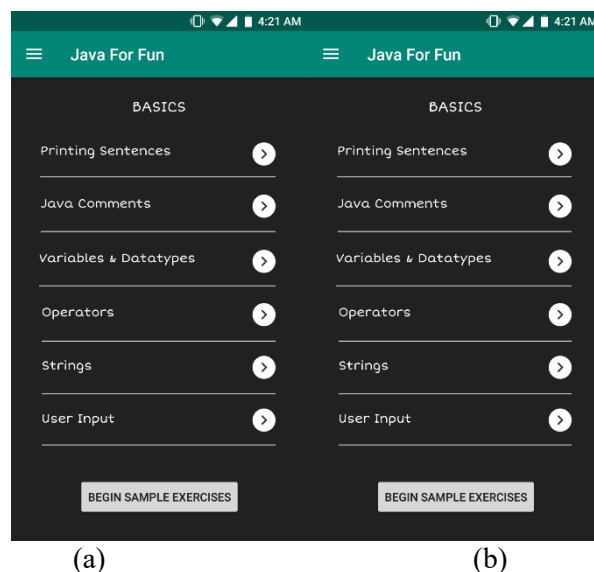 4:21 AM
Java For Fun
BASICS
Printing Sentences
Java Comments
Variables & Datatypes
Operators
Strings
User Input
BEGIN SAMPLE EXERCISES
(a)
4:21 AM
Java For Fun
BASICS
Printing Sentences
Java Comments
Variables & Datatypes
Operators
Strings
User Input
BEGIN SAMPLE EXERCISES
(b)